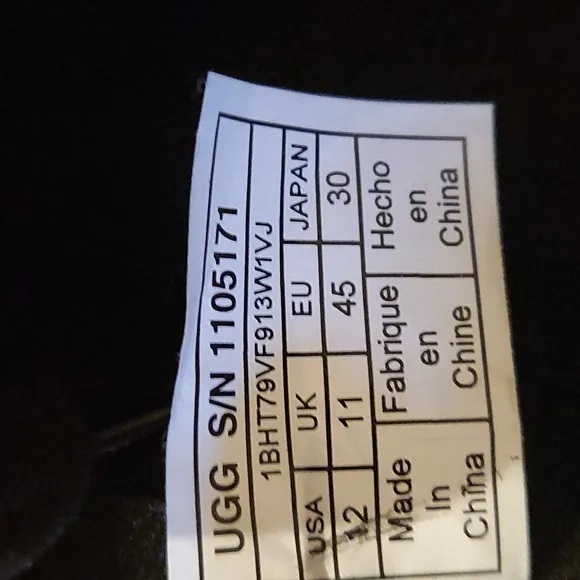 UGG S/N 1105171
1BHT79VF913W1VJ
USA UK EU JAPAN
12 11 45 30
Made In China
Fabrique en Chine
Hecho en China